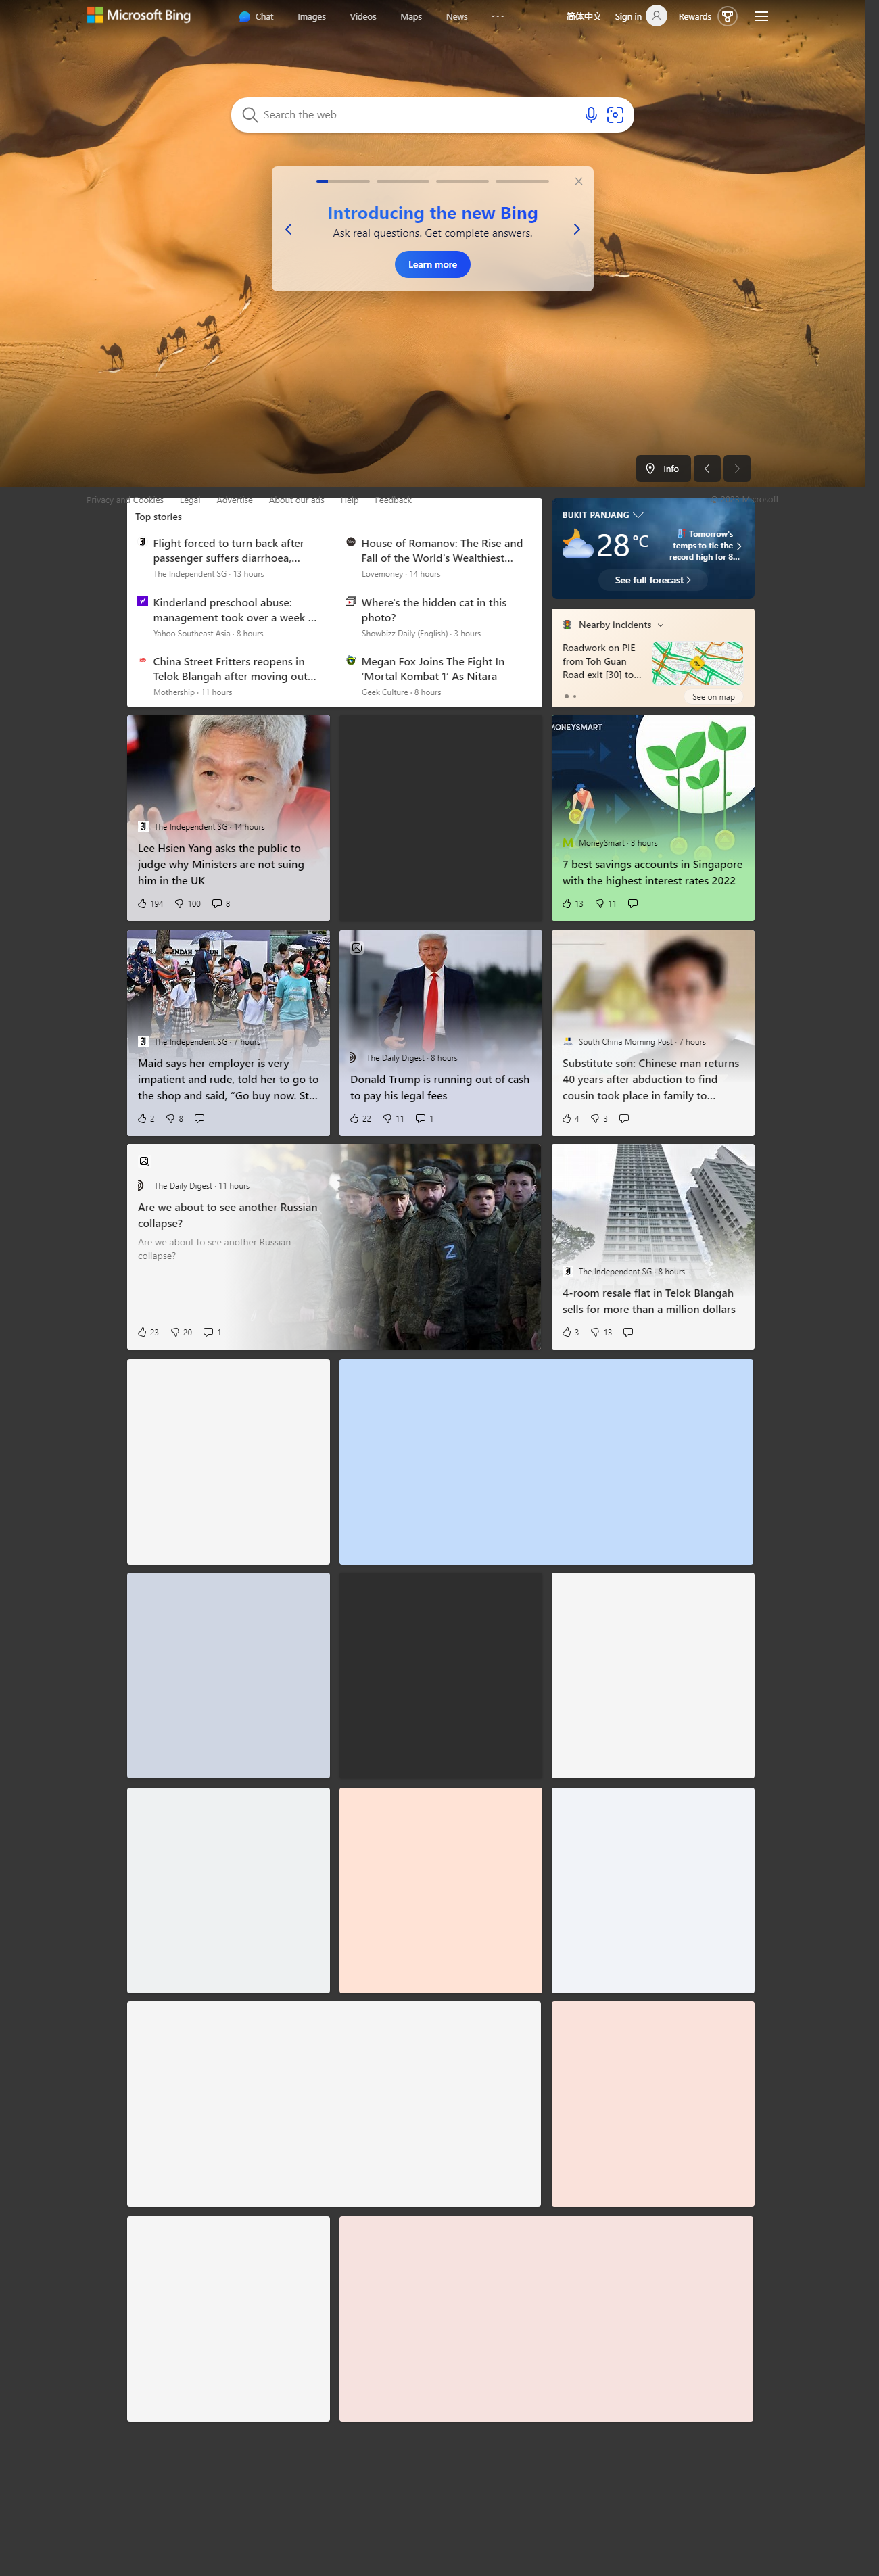 Microsoft Bing
Chat
Images
Videos
Maps
News
简体中文
Sign in
Rewards
Search the web
Introducing the new Bing
Ask real questions. Get complete answers.
Learn more
Info
Privacy and Cookies
Legal
Advertise
About our ads
Help
Feedback
Microsoft
Top stories
Flight forced to turn back after
passenger suffers diarrhoea,...
The Independent SG · 13 hours
House of Romanov: The Rise and
Fall of the World's Wealthiest...
Lovemoney · 14 hours
Kinderland preschool abuse:
management took over a week ...
Yahoo Southeast Asia · 8 hours
Where's the hidden cat in this
photo?
Showbizz Daily (English) · 3 hours
China Street Fritters reopens in
Telok Blangah after moving out...
Mothership · 11 hours
Megan Fox Joins The Fight In
'Mortal Kombat 1' As Nitara
Geek Culture · 8 hours
BUKIT PANJANG
28 °C
Tomorrow's
temps to tie the
record high for 8...
See full forecast
Nearby incidents
Roadwork on PIE
from Toh Guan
Road exit [30] to...
See on map
The Independent SG · 14 hours
Lee Hsien Yang asks the public to
judge why Ministers are not suing
him in the UK
194
100
8
MONEYSMART
MoneySmart · 3 hours
7 best savings accounts in Singapore
with the highest interest rates 2022
13
11
The Independent SG · 7 hours
Maid says her employer is very
impatient and rude, told her to go to
the shop and said, "Go buy now. St...
2
8
The Daily Digest · 8 hours
Donald Trump is running out of cash
to pay his legal fees
22
11
1
South China Morning Post · 7 hours
Substitute son: Chinese man returns
40 years after abduction to find
cousin took place in family to...
4
3
The Daily Digest · 11 hours
Are we about to see another Russian
collapse?
Are we about to see another Russian
collapse?
23
20
1
The Independent SG · 8 hours
4-room resale flat in Telok Blangah
sells for more than a million dollars
3
13